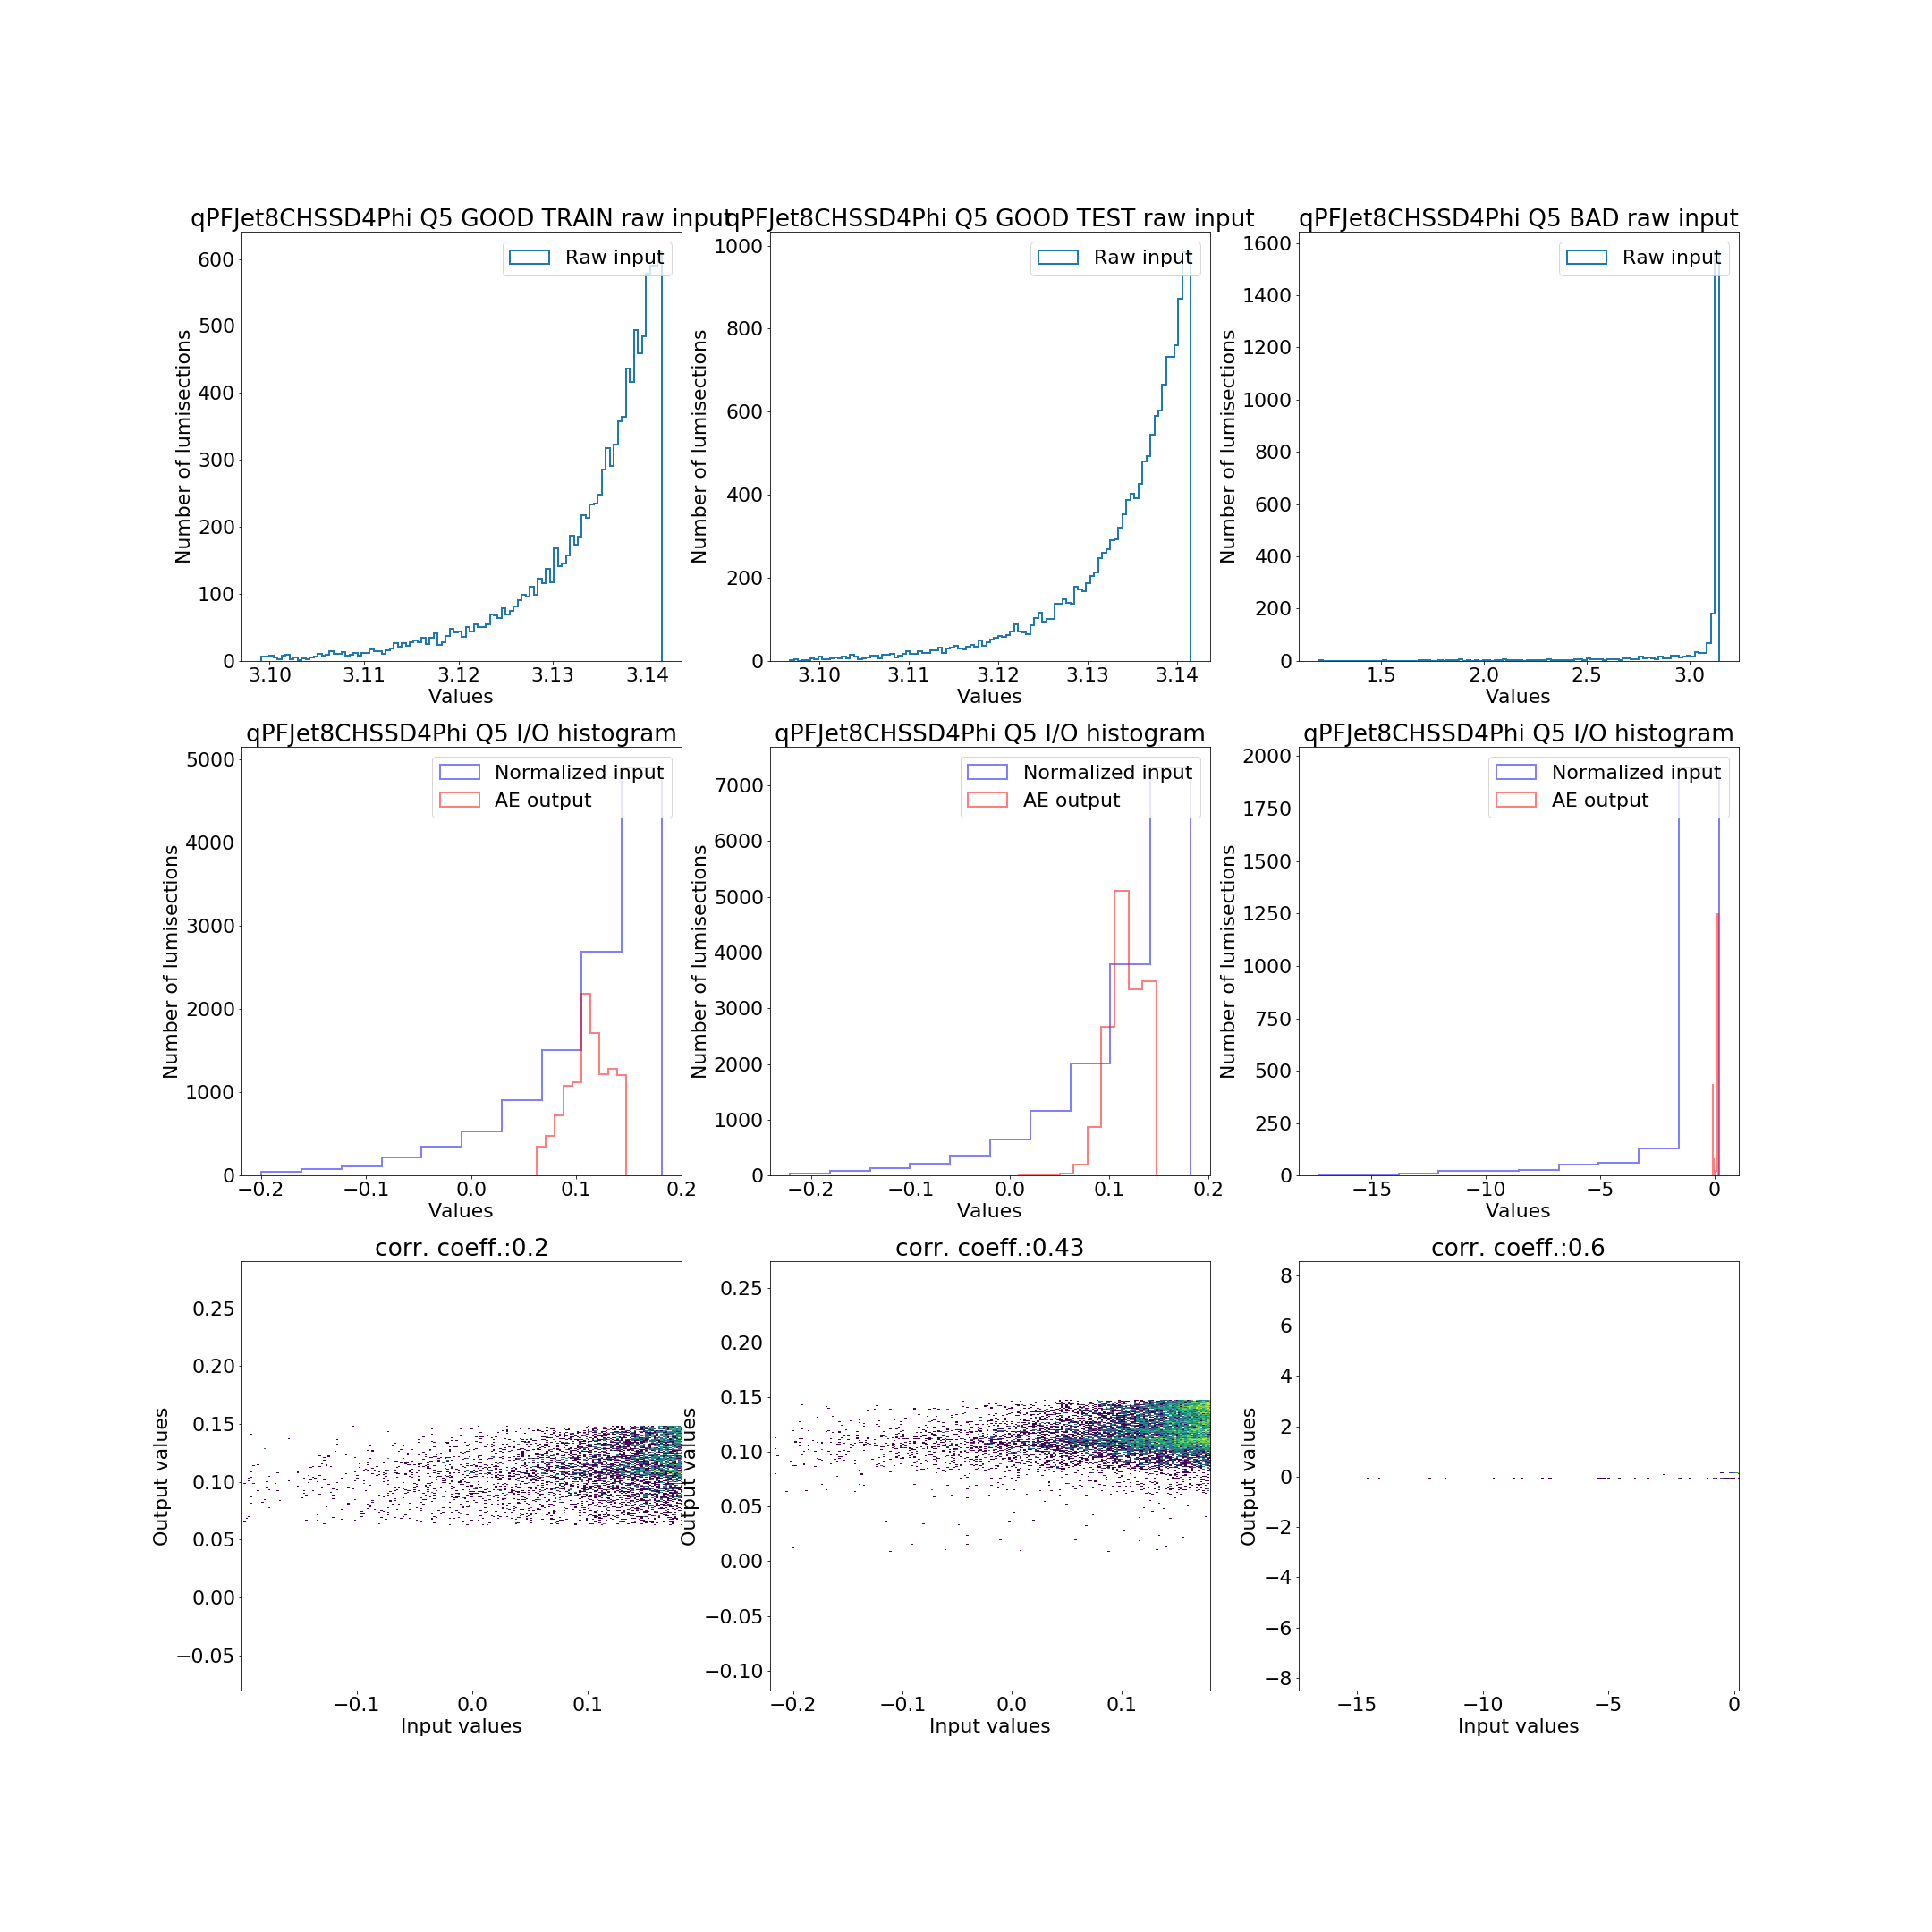 qPFJet8CHSSD4Phi Q5 GOOD TRAIN raw input
Raw input
Number of lumisections
600
500
400
300
200
100
0
3.10 3.11 3.12 3.13 3.14
Values
qPFJet8CHSSD4Phi Q5 GOOD TEST raw input
Raw input
Number of lumisections
1000
800
600
400
200
0
3.10 3.11 3.12 3.13 3.14
Values
qPFJet8CHSSD4Phi Q5 BAD raw input
Raw input
Number of lumisections
1600
1400
1200
1000
800
600
400
200
0
1.5 2.0 2.5 3.0
Values
qPFJet8CHSSD4Phi Q5 I/O histogram
Normalized input
AE output
Number of lumisections
5000
4000
3000
2000
1000
0
−0.2 −0.1 0.0 0.1 0.2
Values
qPFJet8CHSSD4Phi Q5 I/O histogram
Normalized input
AE output
Number of lumisections
7000
6000
5000
4000
3000
2000
1000
0
−0.2 −0.1 0.0 0.1 0.2
Values
qPFJet8CHSSD4Phi Q5 I/O histogram
Normalized input
AE output
Number of lumisections
2000
1750
1500
1250
1000
750
500
250
0
−15 −10 −5 0
Values
corr. coeff.:0.2
Output values
0.25
0.20
0.15
0.10
0.05
0.00
−0.05
−0.1 0.0 0.1
Input values
corr. coeff.:0.43
Output values
0.25
0.20
0.15
0.10
0.05
0.00
−0.05
−0.10
−0.2 −0.1 0.0 0.1
Input values
corr. coeff.:0.6
Output values
8
6
4
2
0
−2
−4
−6
−8
−15 −10 −5 0
Input values